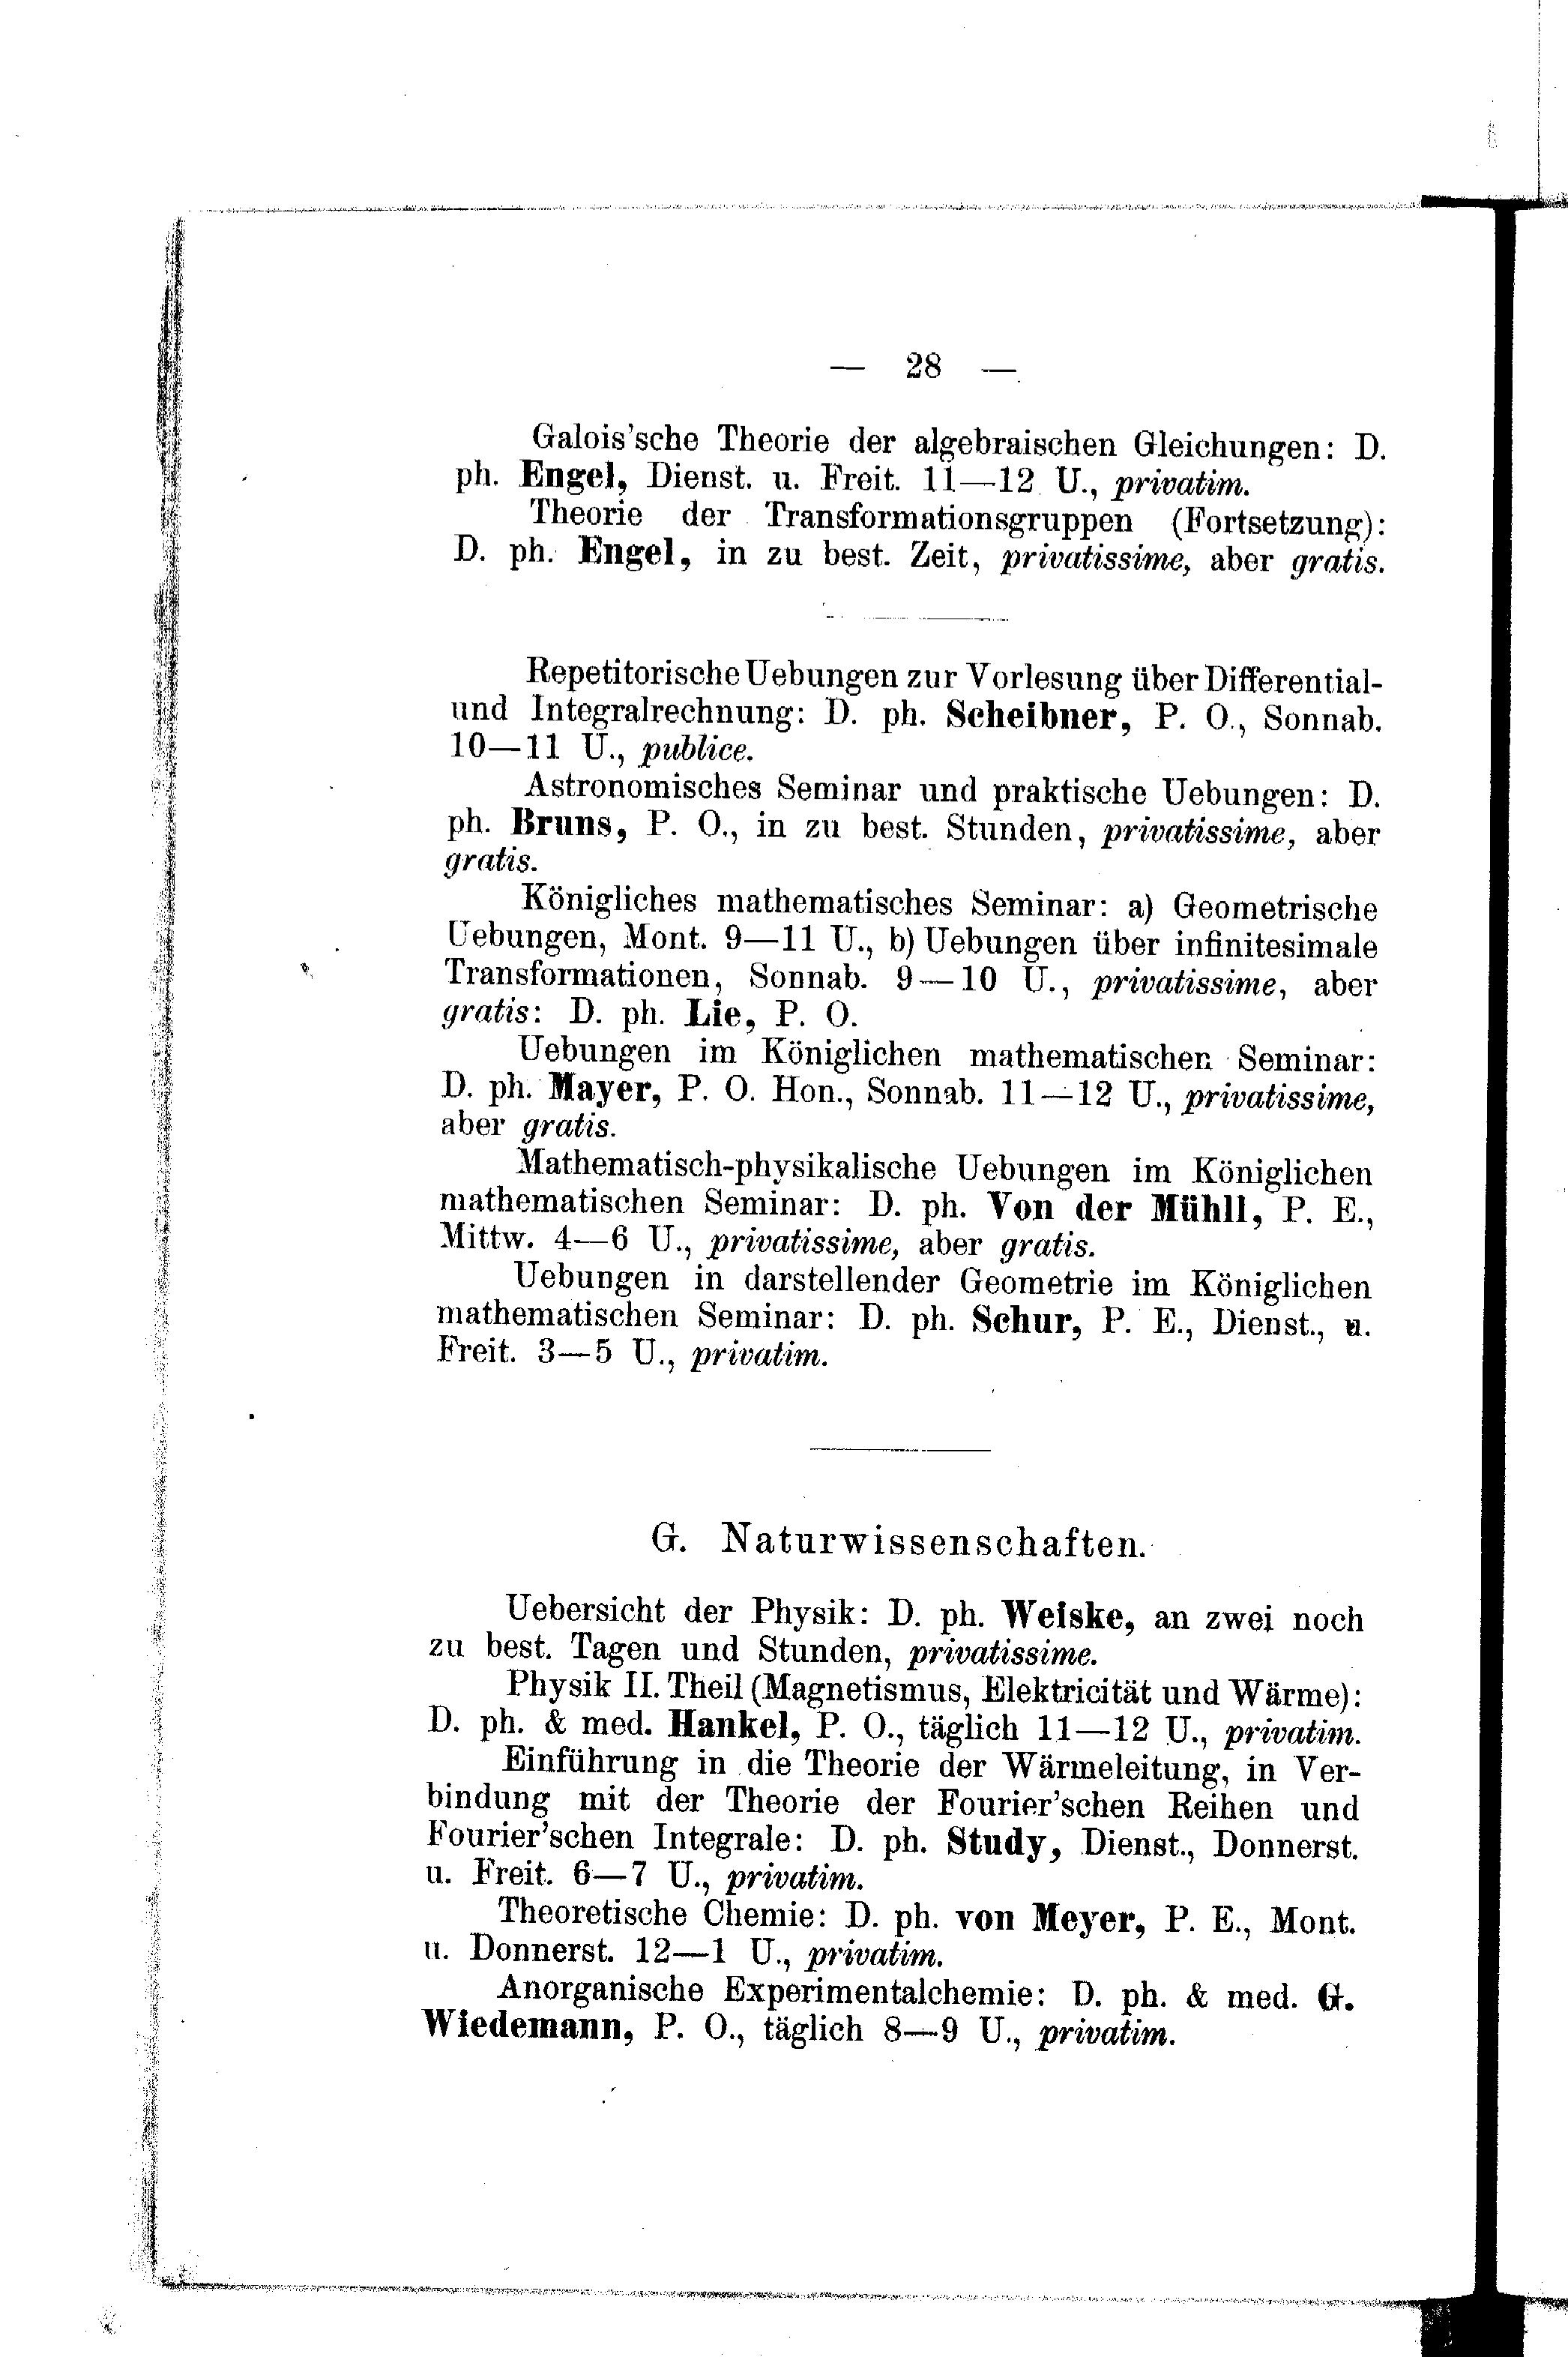 — 28 —
Galois'sche Theorie der algebraischen Gleichungen: D.
ph. Engel, Dienst. u. Freit. 11—12 U., privatim.
Theorie der Transformationsgruppen (Fortsetzung):
D. ph. Engel, in zu best. Zeit, privatissime, aber gratis.
Repetitorische Uebungen zur Vorlesung über Differential-
und Integralrechnung: D. ph. Scheibner, P. O., Sonnab.
10—11 U., publice.
Astronomisches Seminar und praktische Uebungen: D.
ph. Bruns, P. O., in zu best. Stunden, privatissime, aber
gratis.
Königliches mathematisches Seminar: a) Geometrische
Uebungen, Mont. 9—11 U., b) Uebungen über infinitesimale
Transformationen, Sonnab. 9—10 U., privatissime, aber
gratis: D. ph. Lie, P. O.
Uebungen im Königlichen mathematischen Seminar:
D. ph. Mayer, P. O. Hon., Sonnab. 11—12 U., privatissime,
aber gratis.
Mathematisch-physikalische Uebungen im Königlichen
mathematischen Seminar: D. ph. Von der Mühll, P. E.,
Mittw. 4—6 U., privatissime, aber gratis.
Uebungen in darstellender Geometrie im Königlichen
mathematischen Seminar: D. ph. Schur, P. E., Dienst., u.
Freit. 3—5 U., privatim.
G. Naturwissenschaften.
Uebersicht der Physik: D. ph. Weiske, an zwei noch
zu best. Tagen und Stunden, privatissime.
Physik II. Theil (Magnetismus, Elektricität und Wärme):
D. ph. & med. Hankel, P. O., täglich 11—12 U., privatim.
Einführung in die Theorie der Wärmeleitung, in Ver-
bindung mit der Theorie der Fourier'schen Reihen und
Fourier'schen Integrale: D. ph. Study, Dienst., Donnerst.
u. Freit. 6—7 U., privatim.
Theoretische Chemie: D. ph. von Meyer, P. E., Mont.
u. Donnerst. 12—1 U., privatim.
Anorganische Experimentalchemie: D. ph. & med. G.
Wiedemann, P. O., täglich 8—9 U., privatim.